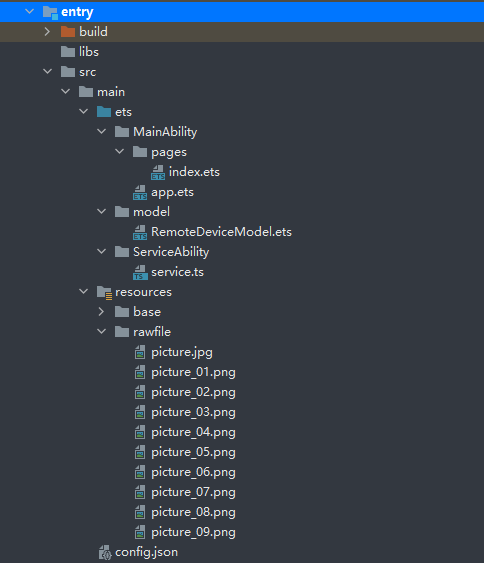 entry
build
libs
src
main
ets
MainAbility
pages
index.ets
app.ets
model
RemoteDeviceModel.ets
ServiceAbility
service.ts
resources
base
rawfile
picture.jpg
picture_01.png
picture_02.png
picture_03.png
picture_04.png
picture_05.png
picture_06.png
picture_07.png
picture_08.png
picture_09.png
config.json